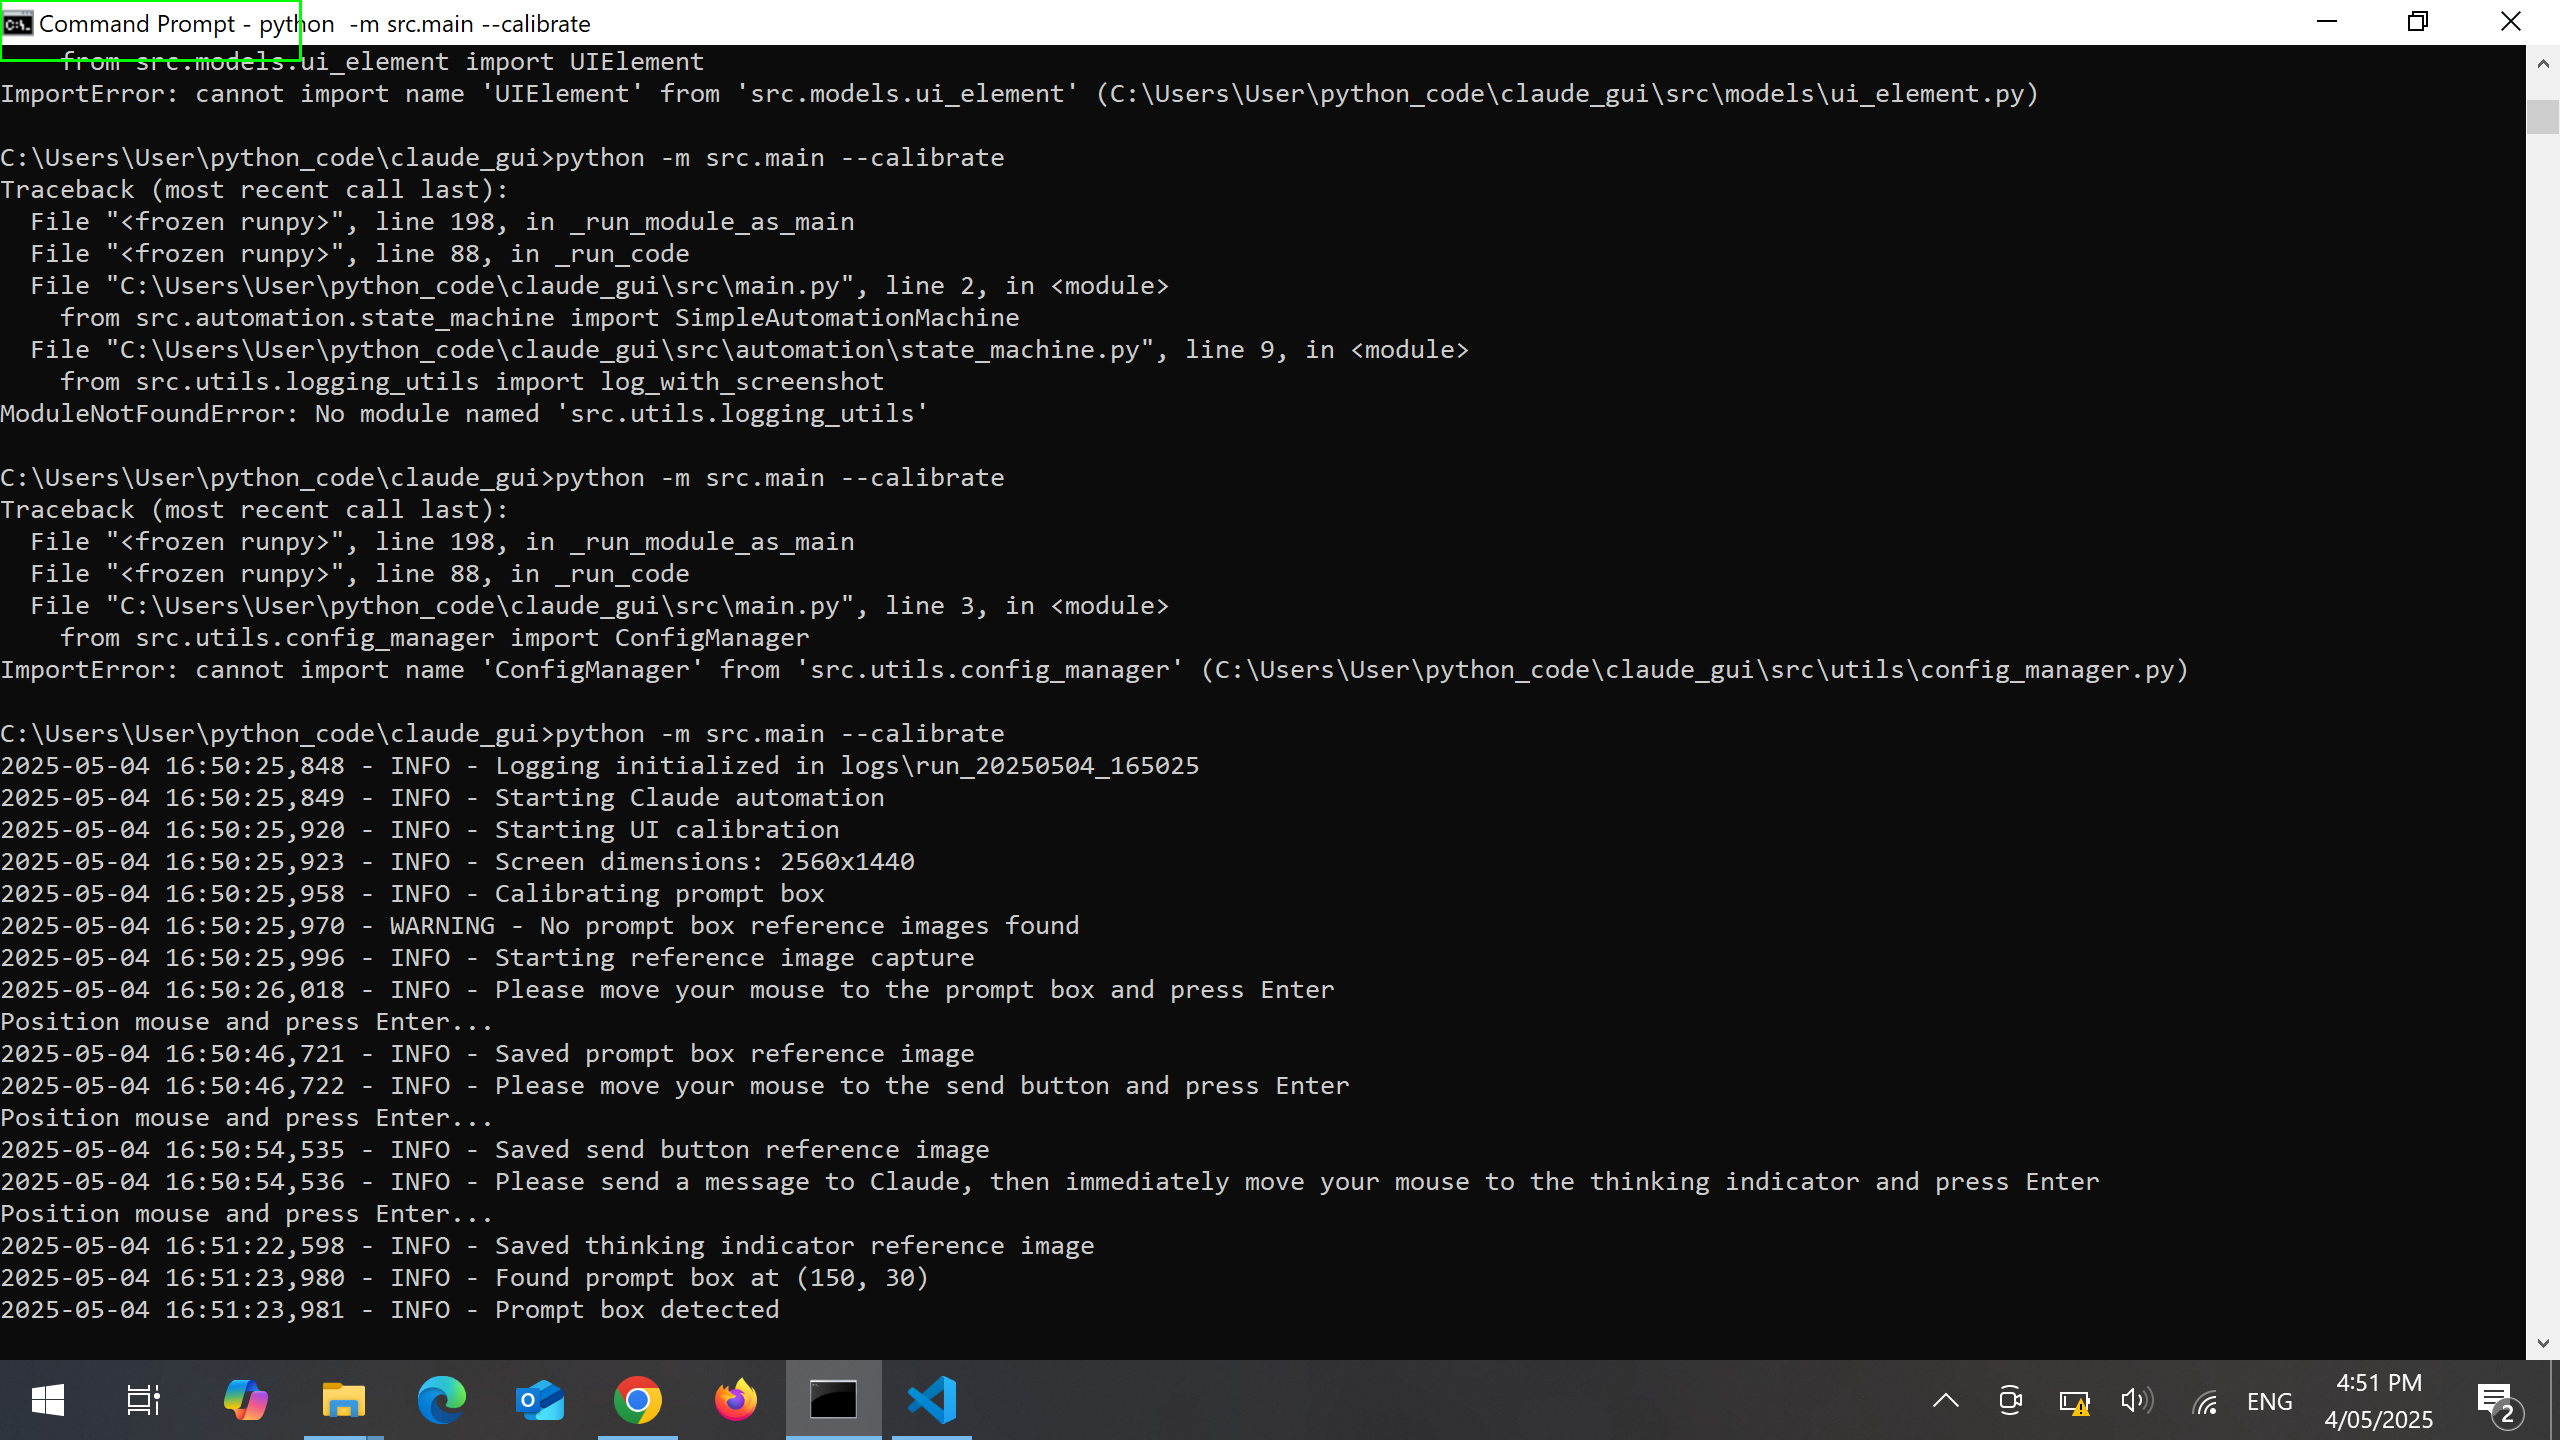 Command Prompt - python  -m src.main --calibrate
    from src.models.ui_element import UIElement
ImportError: cannot import name 'UIElement' from 'src.models.ui_element' (C:\Users\User\python_code\claude_gui\src\models\ui_element.py)
C:\Users\User\python_code\claude_gui>python -m src.main --calibrate
Traceback (most recent call last):
  File "<frozen runpy>", line 198, in _run_module_as_main
  File "<frozen runpy>", line 88, in _run_code
  File "C:\Users\User\python_code\claude_gui\src\main.py", line 2, in <module>
    from src.automation.state_machine import SimpleAutomationMachine
  File "C:\Users\User\python_code\claude_gui\src\automation\state_machine.py", line 9, in <module>
    from src.utils.logging_utils import log_with_screenshot
ModuleNotFoundError: No module named 'src.utils.logging_utils'
C:\Users\User\python_code\claude_gui>python -m src.main --calibrate
Traceback (most recent call last):
  File "<frozen runpy>", line 198, in _run_module_as_main
  File "<frozen runpy>", line 88, in _run_code
  File "C:\Users\User\python_code\claude_gui\src\main.py", line 3, in <module>
    from src.utils.config_manager import ConfigManager
ImportError: cannot import name 'ConfigManager' from 'src.utils.config_manager' (C:\Users\User\python_code\claude_gui\src\utils\config_manager.py)
C:\Users\User\python_code\claude_gui>python -m src.main --calibrate
2025-05-04 16:50:25,848 - INFO - Logging initialized in logs\run_20250504_165025
2025-05-04 16:50:25,849 - INFO - Starting Claude automation
2025-05-04 16:50:25,920 - INFO - Starting UI calibration
2025-05-04 16:50:25,923 - INFO - Screen dimensions: 2560x1440
2025-05-04 16:50:25,958 - INFO - Calibrating prompt box
2025-05-04 16:50:25,970 - WARNING - No prompt box reference images found
2025-05-04 16:50:25,996 - INFO - Starting reference image capture
2025-05-04 16:50:26,018 - INFO - Please move your mouse to the prompt box and press Enter
Position mouse and press Enter...
2025-05-04 16:50:46,721 - INFO - Saved prompt box reference image
2025-05-04 16:50:46,722 - INFO - Please move your mouse to the send button and press Enter
Position mouse and press Enter...
2025-05-04 16:50:54,535 - INFO - Saved send button reference image
2025-05-04 16:50:54,536 - INFO - Please send a message to Claude, then immediately move your mouse to the thinking indicator and press Enter
Position mouse and press Enter...
2025-05-04 16:51:22,598 - INFO - Saved thinking indicator reference image
2025-05-04 16:51:23,980 - INFO - Found prompt box at (150, 30)
2025-05-04 16:51:23,981 - INFO - Prompt box detected
ENG
4:51 PM
4/05/2025
2